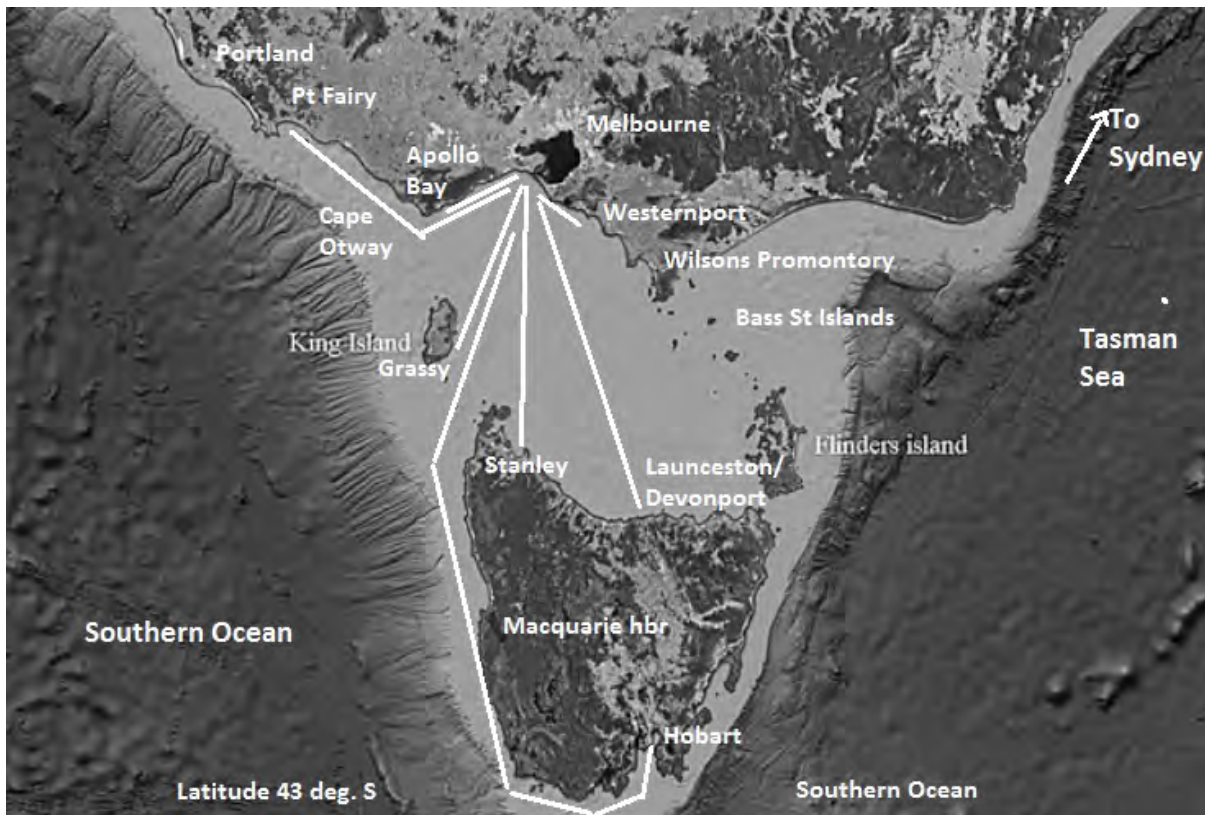 Portland
Pt Fairy
Melbourne
Apollo
Bay
Cape
Otway
Westernport
Wilsons Promontory
To
Sydney
Bass St Islands
King Island
Grassy
Tasman
Sea
Stanley
Launceston/
Devonport
Flinders island
Southern Ocean
Macquarie hbr
Hobart
Latitude 43 deg. S
Southern Ocean